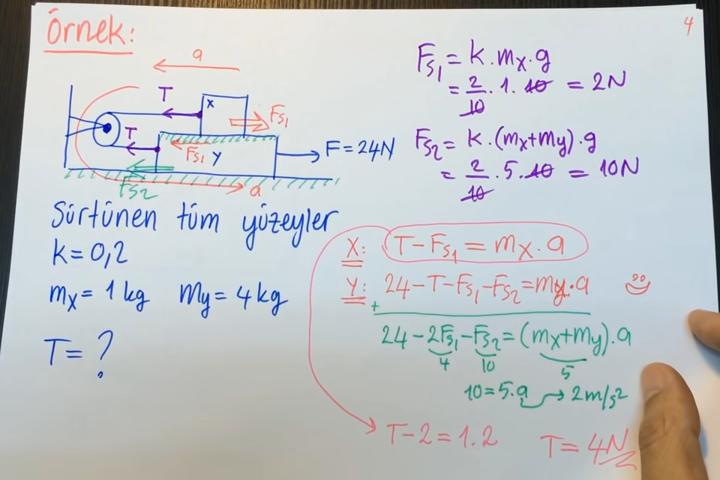 Örnek:
4
a
T
x
Fs₁
T
Fs₁
y
F=24N
Fs₂
a
Sürtünen tüm yüzeyler
k=0,2
mx=1 kg my=4 kg
T=?
Fs₁=k.mx.g
=2/10.1.10=2N
Fs₂=k.(mx+my).g
=2/10.5.10=10N
X: T-Fs₁=mx.a
Y: 24-T-Fs₁-Fs₂=my.a
+
24-2Fs₁-Fs₂=(mx+my).a
4 10 5
10=5.a→2m/s²
T-2=1.2 T=4N